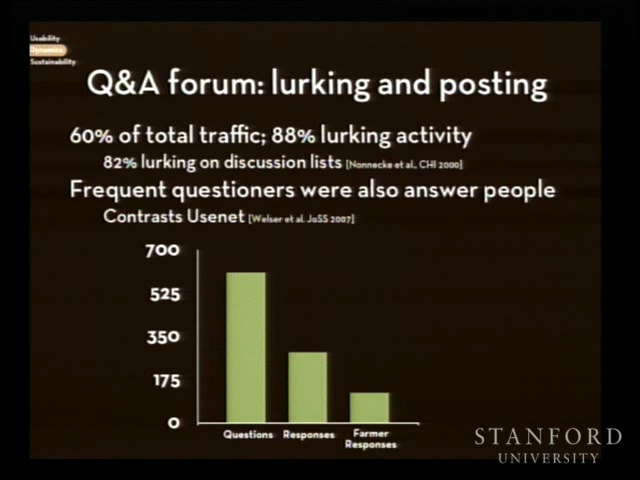 Usability
Dynamics
Sustainability
Q&A forum: lurking and posting
60% of total traffic; 88% lurking activity
82% lurking on discussion lists [Nonnecke et al., CHI 2000]
Frequent questioners were also answer people
Contrasts Usenet [Welser et al. JoSS 2007]
700
525
350
175
0
Questions Responses Farmer
Responses
STANFORD
UNIVERSITY